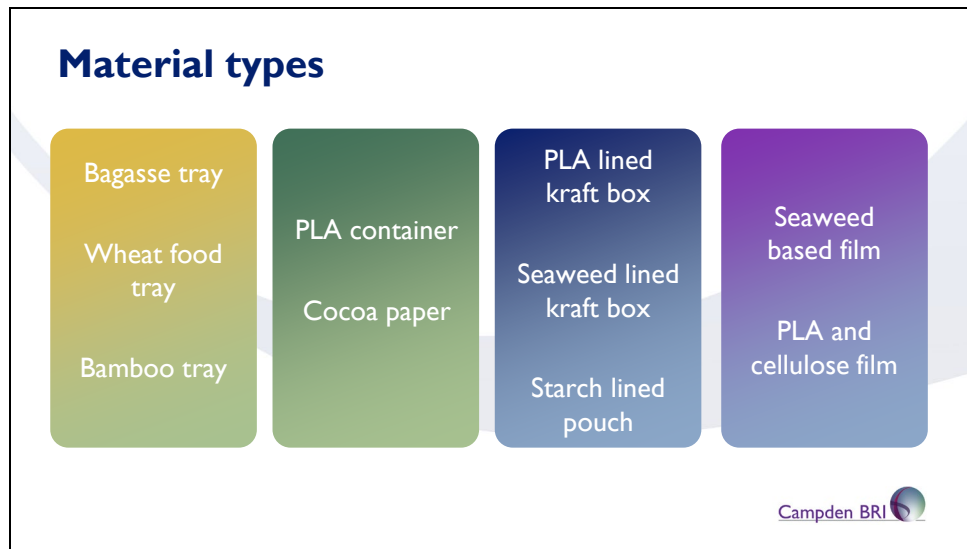 Material types
Bagasse tray
Wheat food
tray
Bamboo tray
PLA container
Cocoa paper
PLA lined
kraft box
Seaweed lined
kraft box
Starch lined
pouch
Seaweed
based film
PLA and
cellulose film
Campden BRI